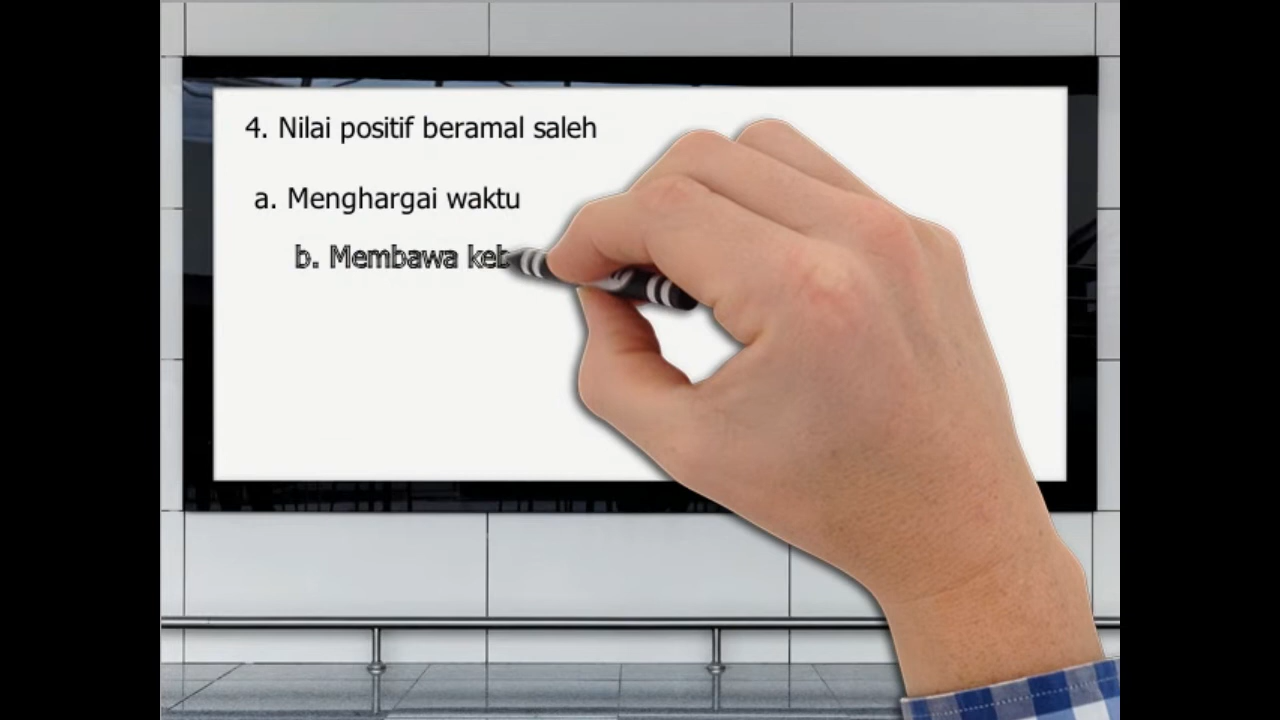 4. Nilai positif beramal saleh
a. Menghargai waktu
b. Membawa keb